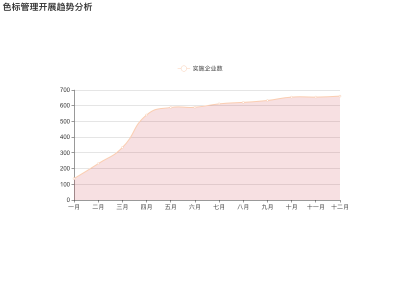 色标管理开展趋势分析
实施企业数
700
600
500
400
300
200
100
0
一月 二月 三月 四月 五月 六月 七月 八月 九月 十月 十一月 十二月